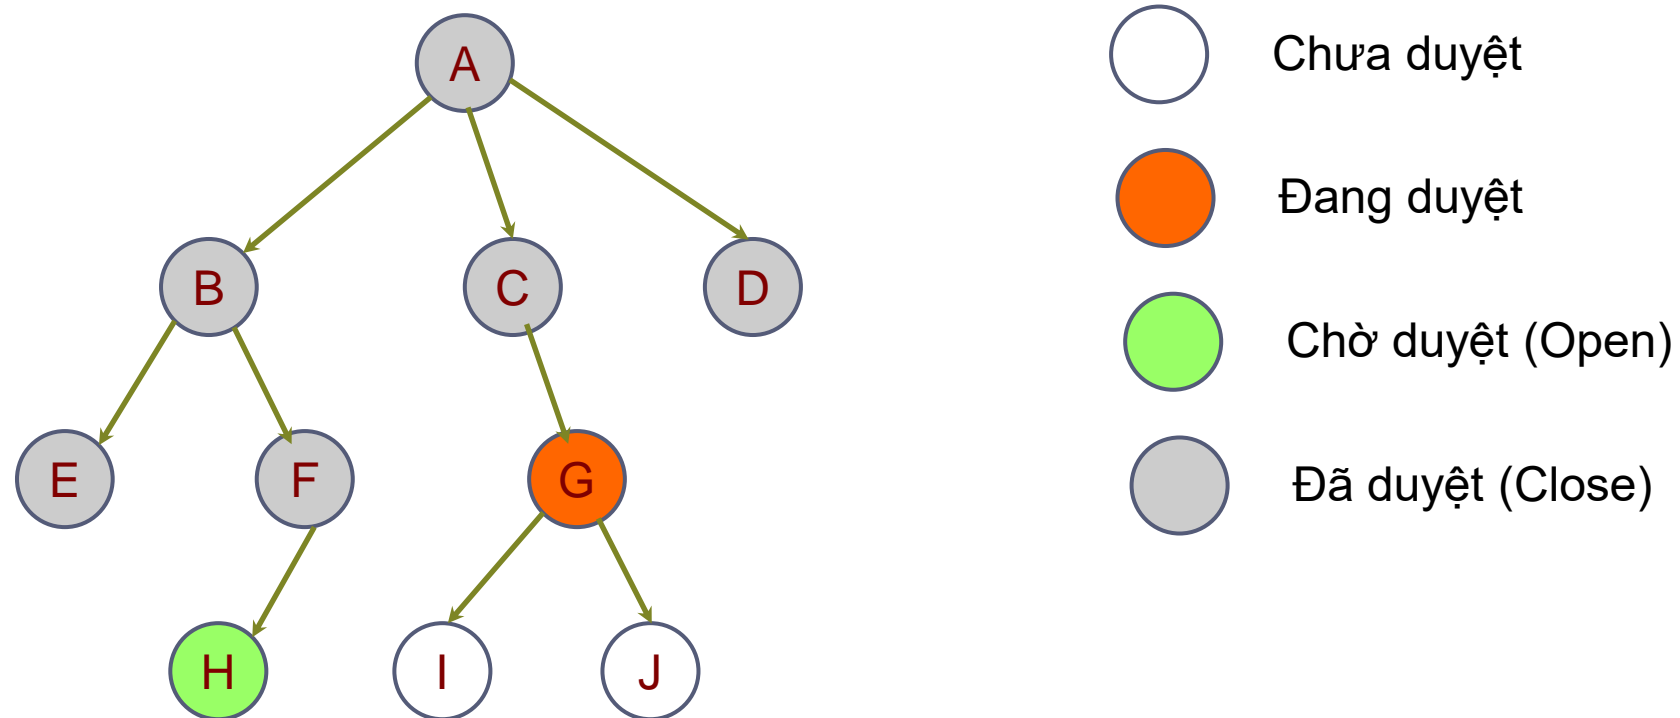 A
B
C
D
E
F
G
H
I
J
Chưa duyệt
Đang duyệt
Chờ duyệt (Open)
Đã duyệt (Close)